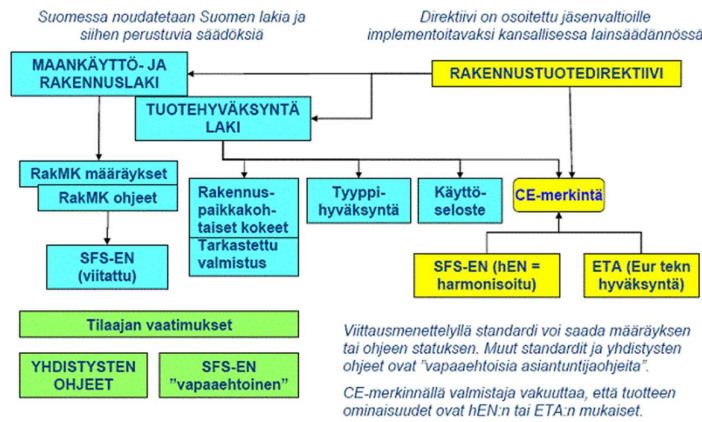 Suomessa noudatetaan Suomen lakia ja
siihen perustuvia säädöksiä
Direktiivi on osoitettu jäsenvaltioille
implementoitavaksi kansallisessa lainsäädännössä
MAANKÄYTTÖ- JA
RAKENNUSLAKI
RAKENNUSTUOTEDIREKTIIVI
TUOTEHYVÄKSYNTÄ
LAKI
RakMK määräykset
RakMK ohjeet
Rakennus-
paikkakoh-
taiset kokeet
Tarkastettu
valmistus
Tyyppi-
hyväksyntä
Käyttö-
seloste
CE-merkintä
SFS-EN
(viitattu)
SFS-EN (hEN =
harmonisoitu)
ETA (Eur tekn
hyväksyntä)
Tilaajan vaatimukset
YHDISTYSTEN
OHJEET
SFS-EN
”vapaaehtoinen”
Viittausmenettelyllä standardi voi saada määräyksen
tai ohjeen statuksen. Muut standardit ja yhdistysten
ohjeet ovat ”vapaaehtoisia asiantuntijaohjeita”.
CE-merkinnällä valmistaja vakuuttaa, että tuotteen
ominaisuudet ovat hEN:n tai ETA:n mukaiset.